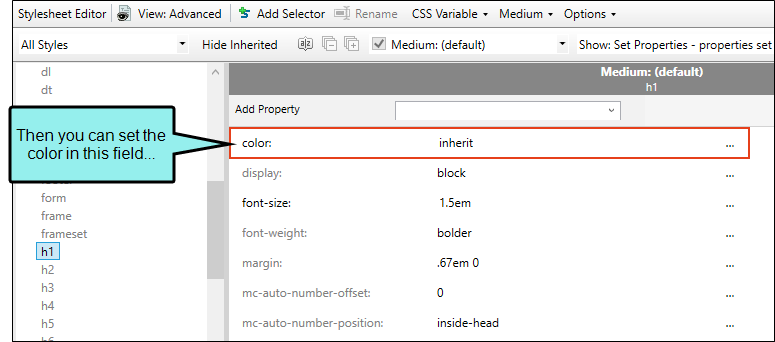 Stylesheet Editor View: Advanced Add Selector Rename CSS Variable Medium Options
All Styles Hide Inherited Medium: (default) Show: Set Properties - properties set
Medium: (default)
h1
dl
dt
Add Property
Then you can set the
color in this field...
color: inherit ...
display: block ...
form
font-size: 1.5em ...
frame
frameset
font-weight: bolder ...
h1
h2
margin: .67em 0 ...
h3
h4
mc-auto-number-offset: 0 ...
h5
mc-auto-number-position: inside-head ...
h6